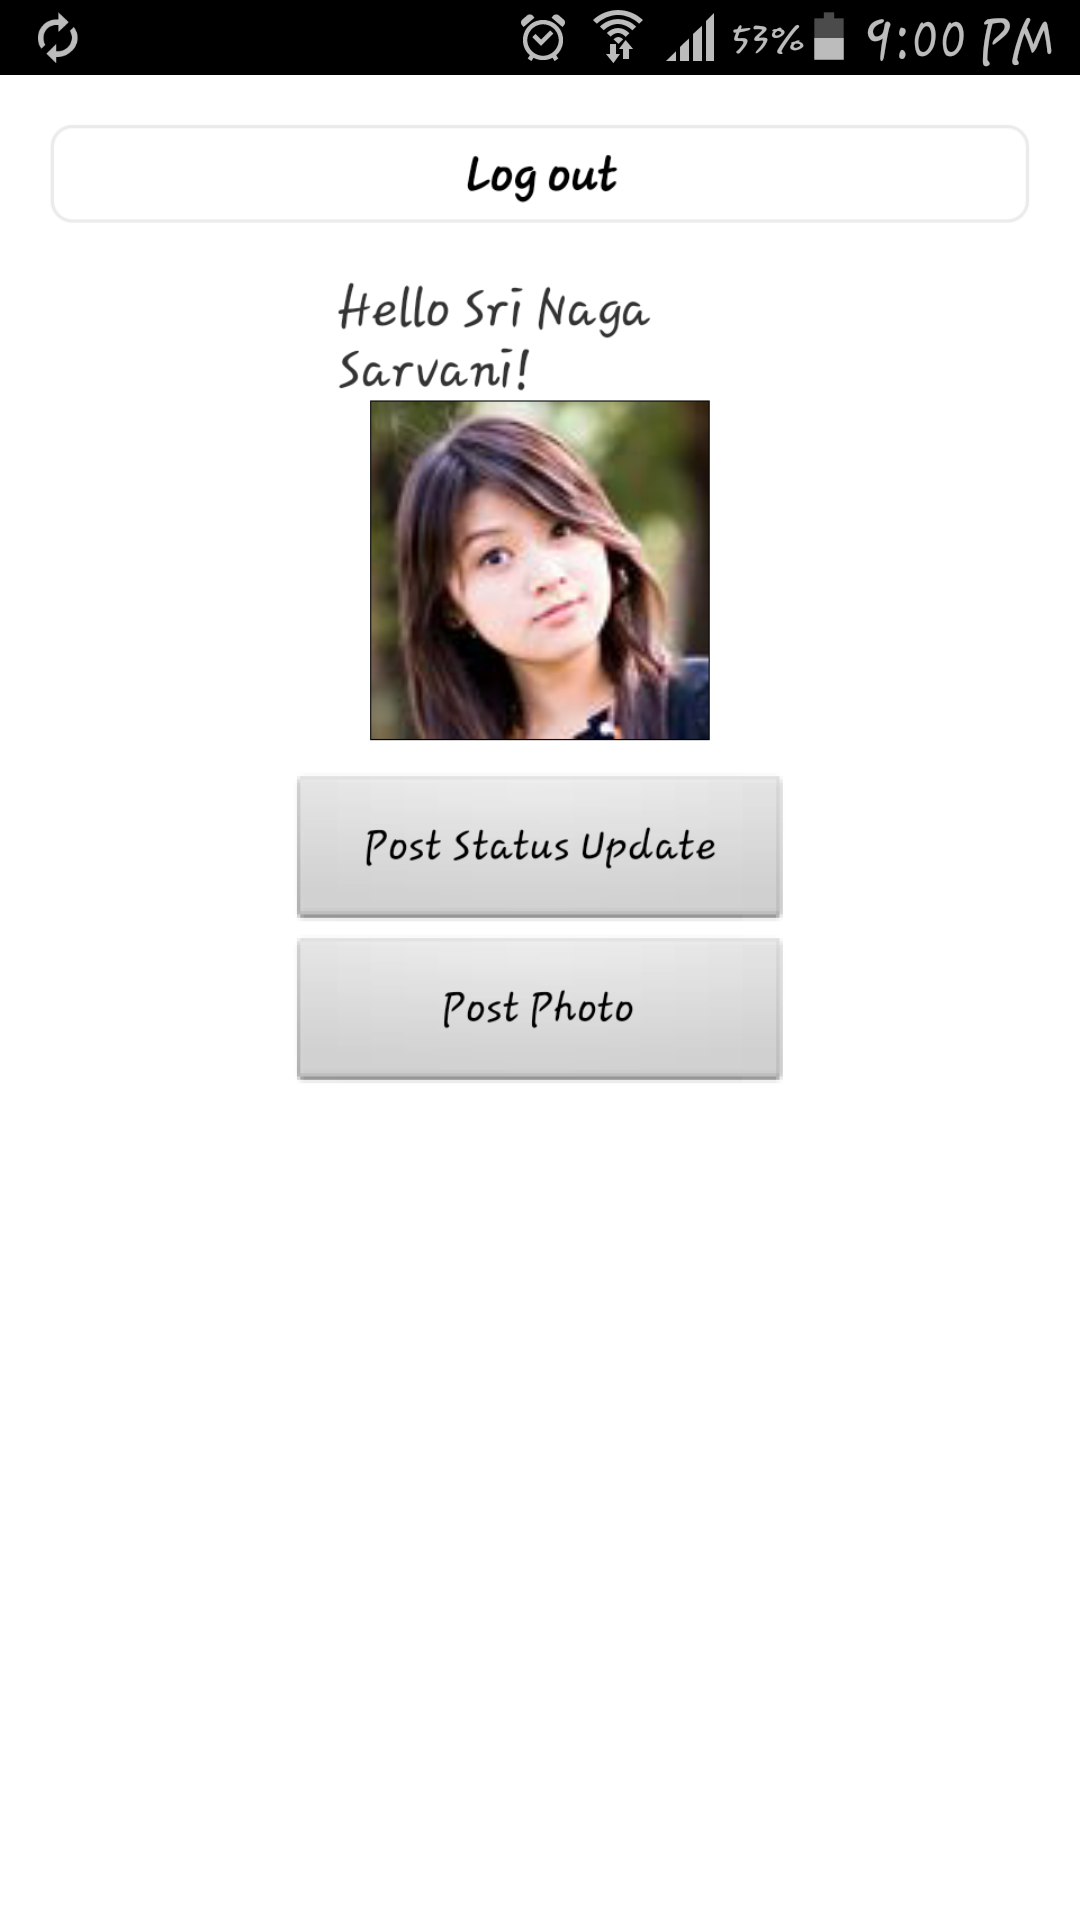 53% 9:00 PM
Log out
Hello Sri Naga
Sarvani!
Post Status Update
Post Photo